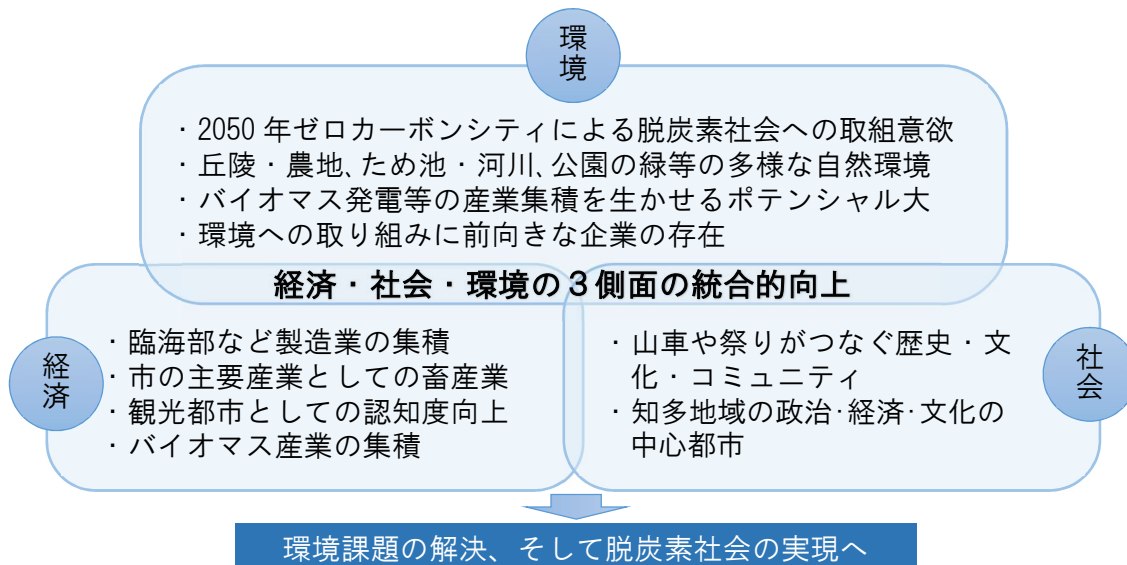 環境
・2050 年ゼロカーボンシティによる脱炭素社会への取組意欲
・丘陵・農地、ため池・河川、公園の緑等の多様な自然環境
・バイオマス発電等の産業集積を生かせるポテンシャル大
・環境への取り組みに前向きな企業の存在
経済・社会・環境の３側面の統合的向上
経済
・臨海部など製造業の集積
・市の主要産業としての畜産業
・観光都市としての認知度向上
・バイオマス産業の集積
社会
・山車や祭りがつなぐ歴史・文
化・コミュニティ
・知多地域の政治・経済・文化の
中心都市
環境課題の解決、そして脱炭素社会の実現へ